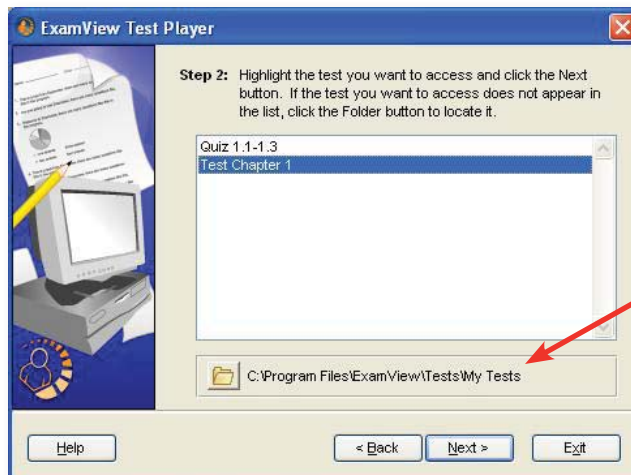 ExamView Test Player
Step 2: Highlight the test you want to access and click the Next
button. If the test you want to access does not appear in
the list, click the Folder button to locate it.
Quiz 1.1-1.3
Test Chapter 1
C:\Program Files\ExamView\Tests\My Tests
Help
< Back
Next >
Exit